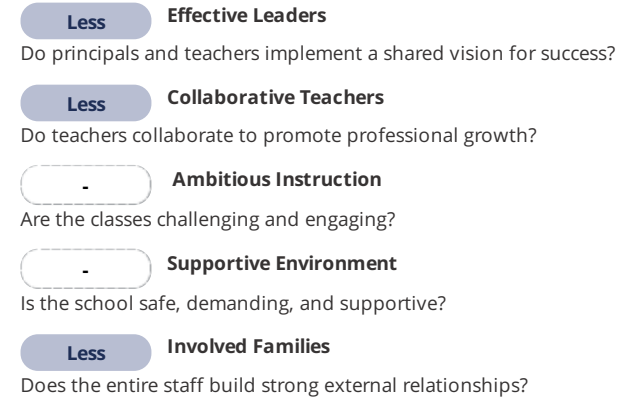 Less Effective Leaders
Do principals and teachers implement a shared vision for success?
Less Collaborative Teachers
Do teachers collaborate to promote professional growth?
- Ambitious Instruction
Are the classes challenging and engaging?
- Supportive Environment
Is the school safe, demanding, and supportive?
Less Involved Families
Does the entire staff build strong external relationships?